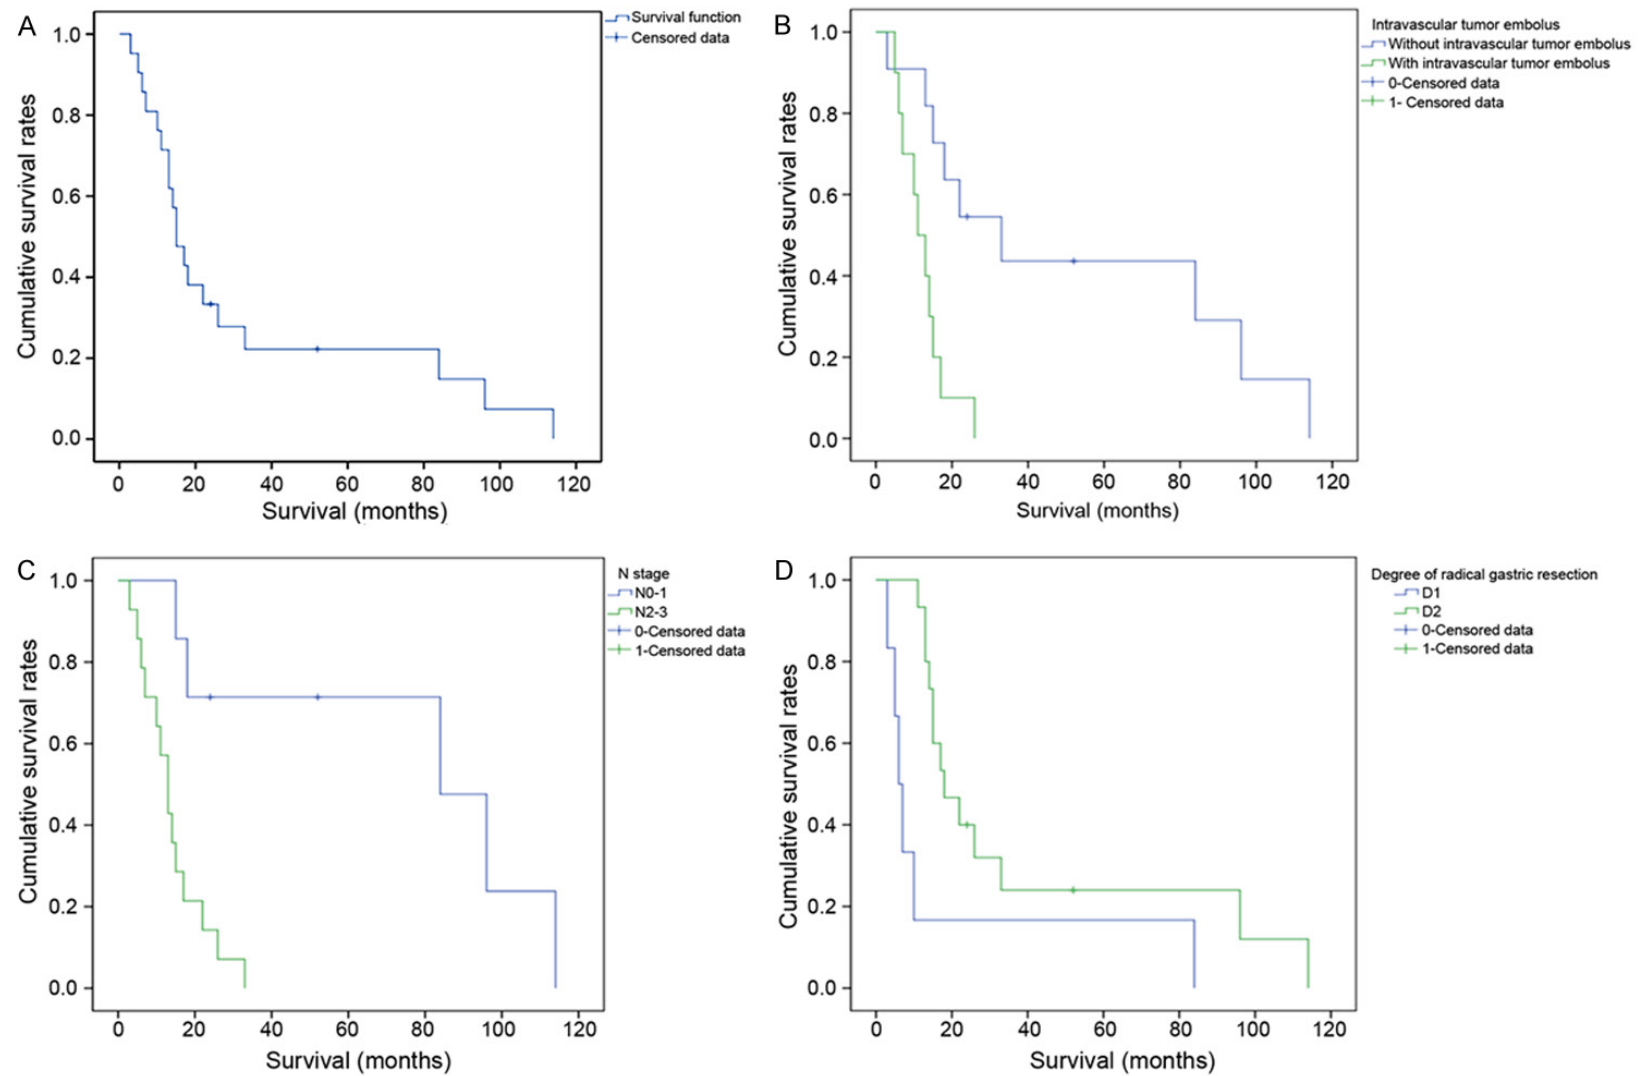 A
Survival function
Censored data
1.0
0.8
0.6
0.4
0.2
0.0
Cumulative survival rates
0 20 40 60 80 100 120
Survival (months)
B
Intravascular tumor embolus
Without intravascular tumor embolus
With intravascular tumor embolus
0-Censored data
1- Censored data
1.0
0.8
0.6
0.4
0.2
0.0
Cumulative survival rates
0 20 40 60 80 100 120
Survival (months)
C
N stage
N0-1
N2-3
0-Censored data
1-Censored data
1.0
0.8
0.6
0.4
0.2
0.0
Cumulative survival rates
0 20 40 60 80 100 120
Survival (months)
D
Degree of radical gastric resection
D1
D2
0-Censored data
1-Censored data
1.0
0.8
0.6
0.4
0.2
0.0
Cumulative survival rates
0 20 40 60 80 100 120
Survival (months)